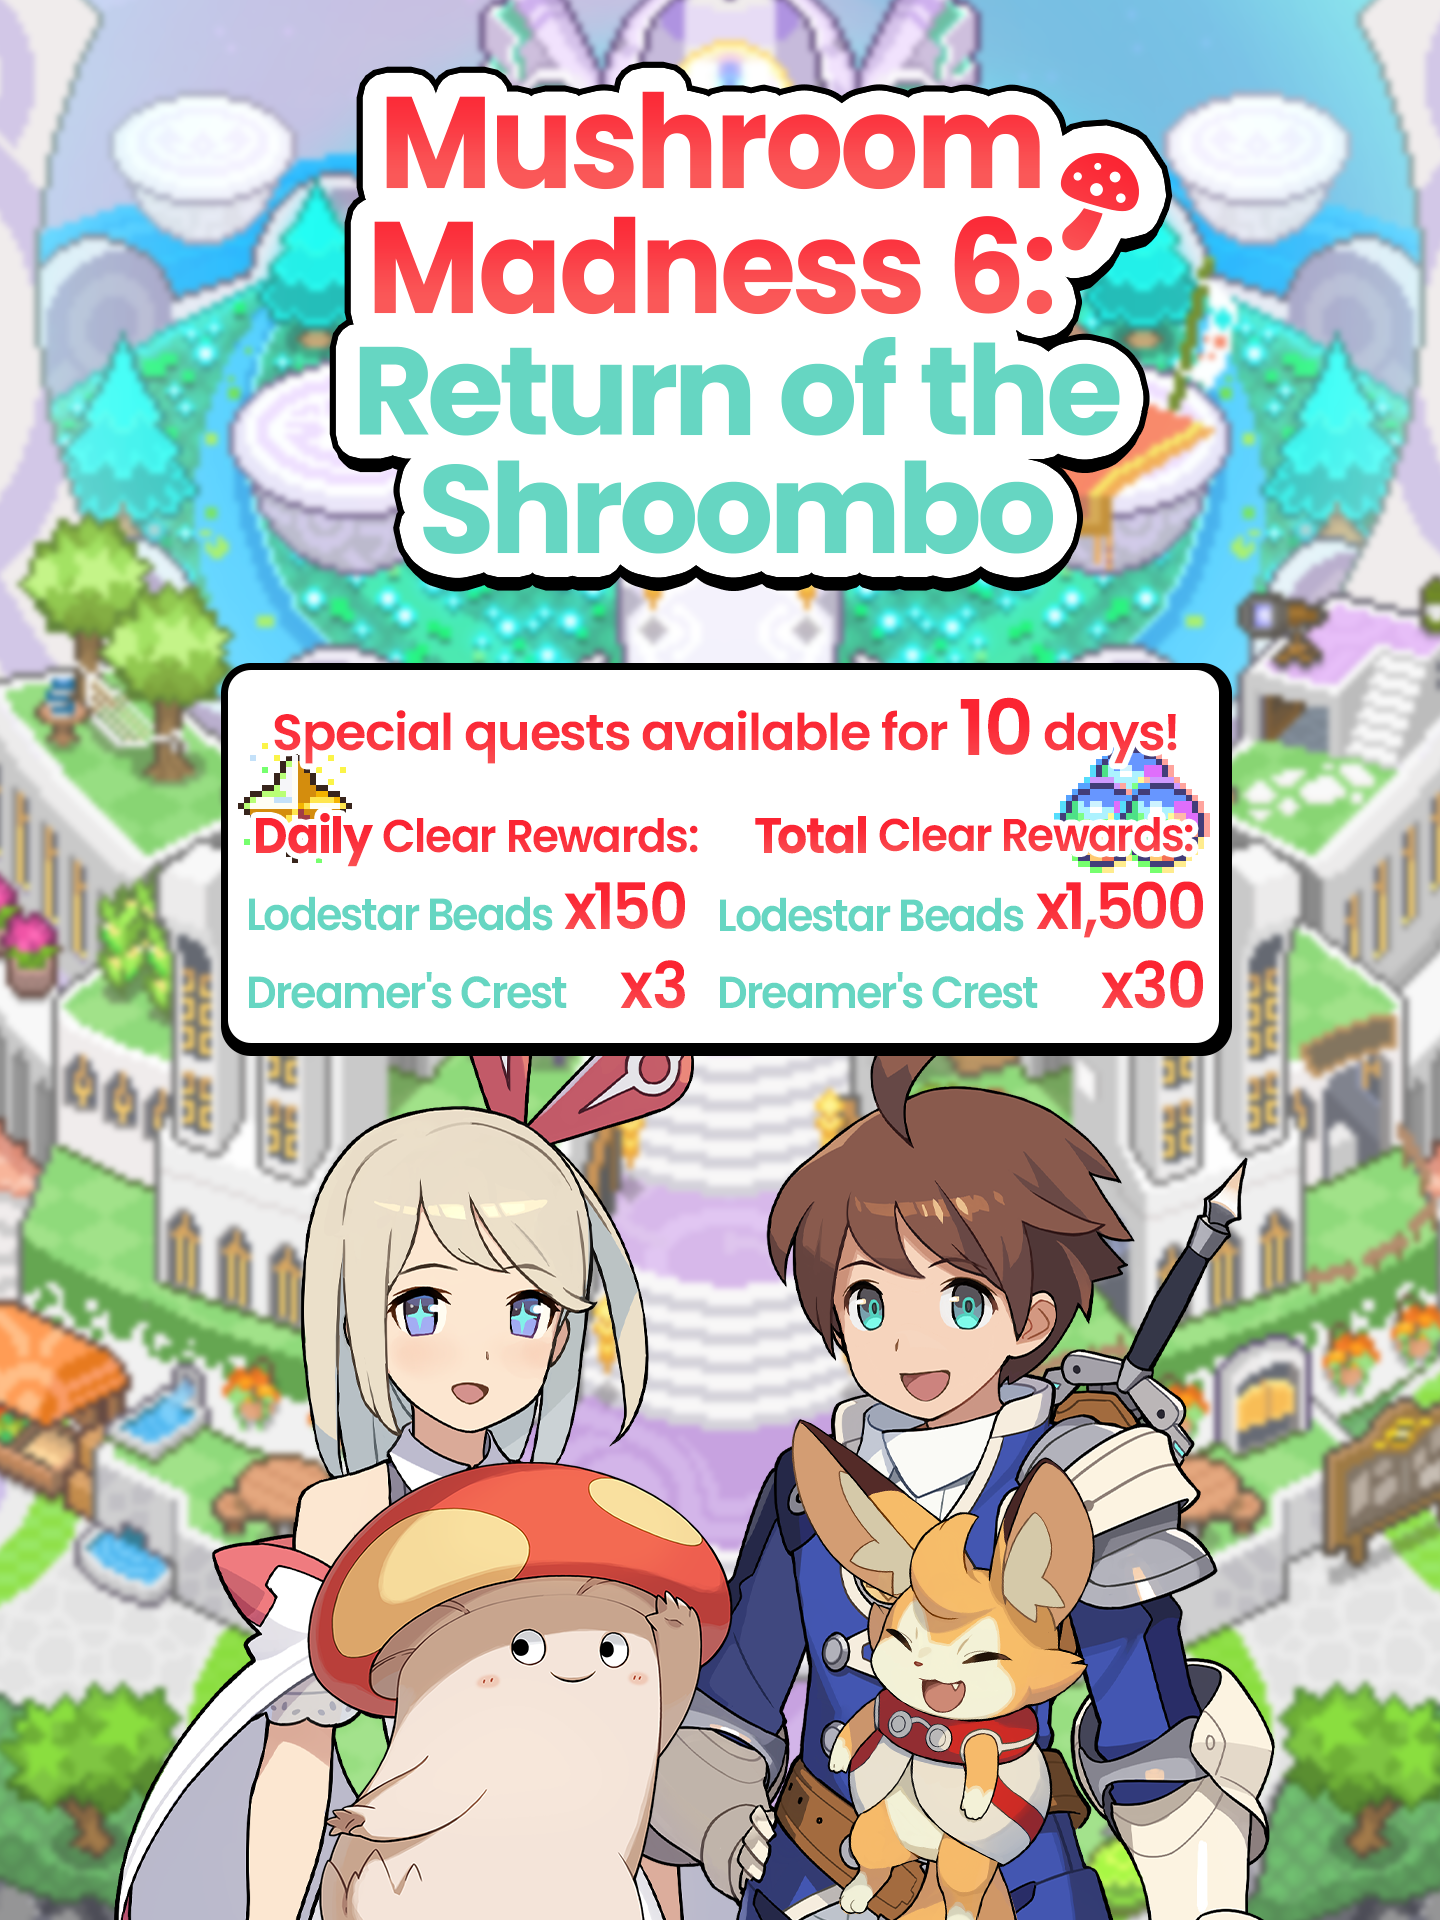 Mushroom
Madness 6:
Return of the
Shroombo
Special quests available for 10 days!
Daily Clear Rewards:
Lodestar Beads x150
Dreamer's Crest x3
Total Clear Rewards:
Lodestar Beads x1,500
Dreamer's Crest x30